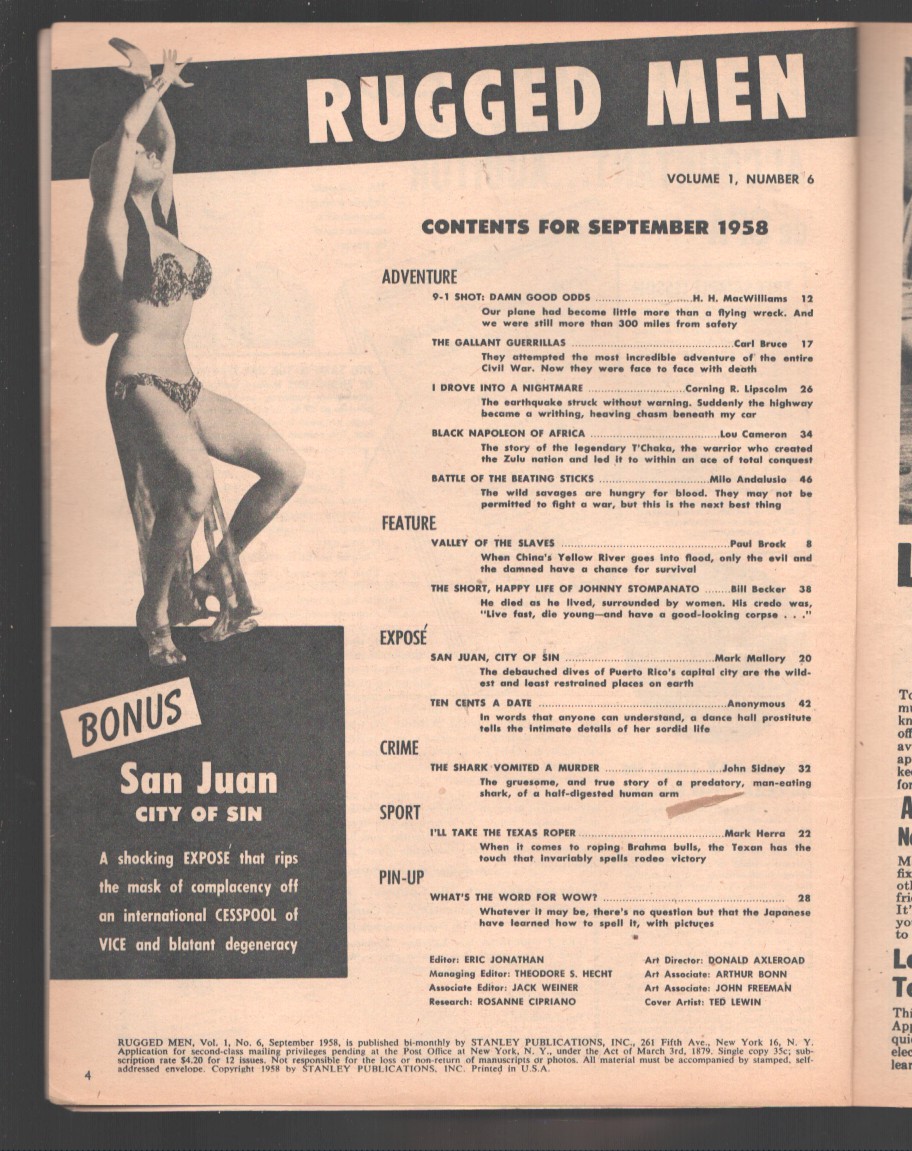 RUGGED MEN
VOLUME 1, NUMBER 6
CONTENTS FOR SEPTEMBER 1958
ADVENTURE
9-1 SHOT: DAMN GOOD ODDS ........................H. H. MacWilliams 12
Our plane had become little more than a flying wreck. And
we were still more than 300 miles from safety
THE GALLANT GUERRILLAS ........................................Carl Bruce 17
They attempted the most incredible adventure of the entire
Civil War. Now they were face to face with death
I DROVE INTO A NIGHTMARE .........................Corning R. Lipscolm 26
The earthquake struck without warning. Suddenly the highway
became a writhing, heaving chasm beneath my car
BLACK NAPOLEON OF AFRICA ................................Lou Cameron 34
The story of the legendary T'Chaka, the warrior who created
the Zulu nation and led it to within an ace of total conquest
BATTLE OF THE BEATING STICKS ...........................Milo Andalusio 46
The wild savages are hungry for blood. They may not be
permitted to fight a war, but this is the next best thing
FEATURE
VALLEY OF THE SLAVES ...........................................Paul Brock 8
When China's Yellow River goes into flood, only the evil and
the damned have a chance for survival
THE SHORT, HAPPY LIFE OF JOHNNY STOMPANATO .......Bill Becker 38
He died as he lived, surrounded by women. His credo was,
"Live fast, die young—and have a good-looking corpse . . ."
EXPOSÉ
SAN JUAN, CITY OF SIN .....................................Mark Mallory 20
The debauched dives of Puerto Rico's capital city are the wild-
est and least restrained places on earth
TEN CENTS A DATE ...............................................Anonymous 42
In words that anyone can understand, a dance hall prostitute
tells the intimate details of her sordid life
CRIME
THE SHARK VOMITED A MURDER ....................................John Sidney 32
The gruesome, and true story of a predatory, man-eating
shark, of a half-digested human arm
SPORT
I'LL TAKE THE TEXAS ROPER....................................Mark Herra 22
When it comes to roping Brahma bulls, the Texan has the
touch that invariably spells rodeo victory
PIN-UP
WHAT'S THE WORD FOR WOW? ............................................. 28
Whatever it may be, there's no question but that the Japanese
have learned how to spell it, with pictures
Editor: ERIC JONATHAN
Managing Editor: THEODORE S. HECHT
Associate Editor: JACK WEINER
Research: ROSANNE CIPRIANO
Art Director: DONALD AXLEROAD
Art Associate: ARTHUR BONN
Art Associate: JOHN FREEMAN
Cover Artist: TED LEWIN
BONUS
San Juan
CITY OF SIN
A shocking EXPOSÉ that rips
the mask of complacency off
an international CESSPOOL of
VICE and blatant degeneracy
RUGGED MEN, Vol. 1, No. 6, September 1958, is published bi-monthly by STANLEY PUBLICATIONS, INC., 261 Fifth Ave., New York 16, N. Y.
Application for second-class mailing privileges pending at the Post Office at New York, N. Y., under the Act of March 3rd, 1879. Single copy 35c; sub-
scription rate $4.20 for 12 issues. Not responsible for the loss or non-return of manuscripts or photos. All material must be accompanied by stamped, self-
addressed envelope. Copyright 1958 by STANLEY PUBLICATIONS, INC. Printed in U.S.A.
4